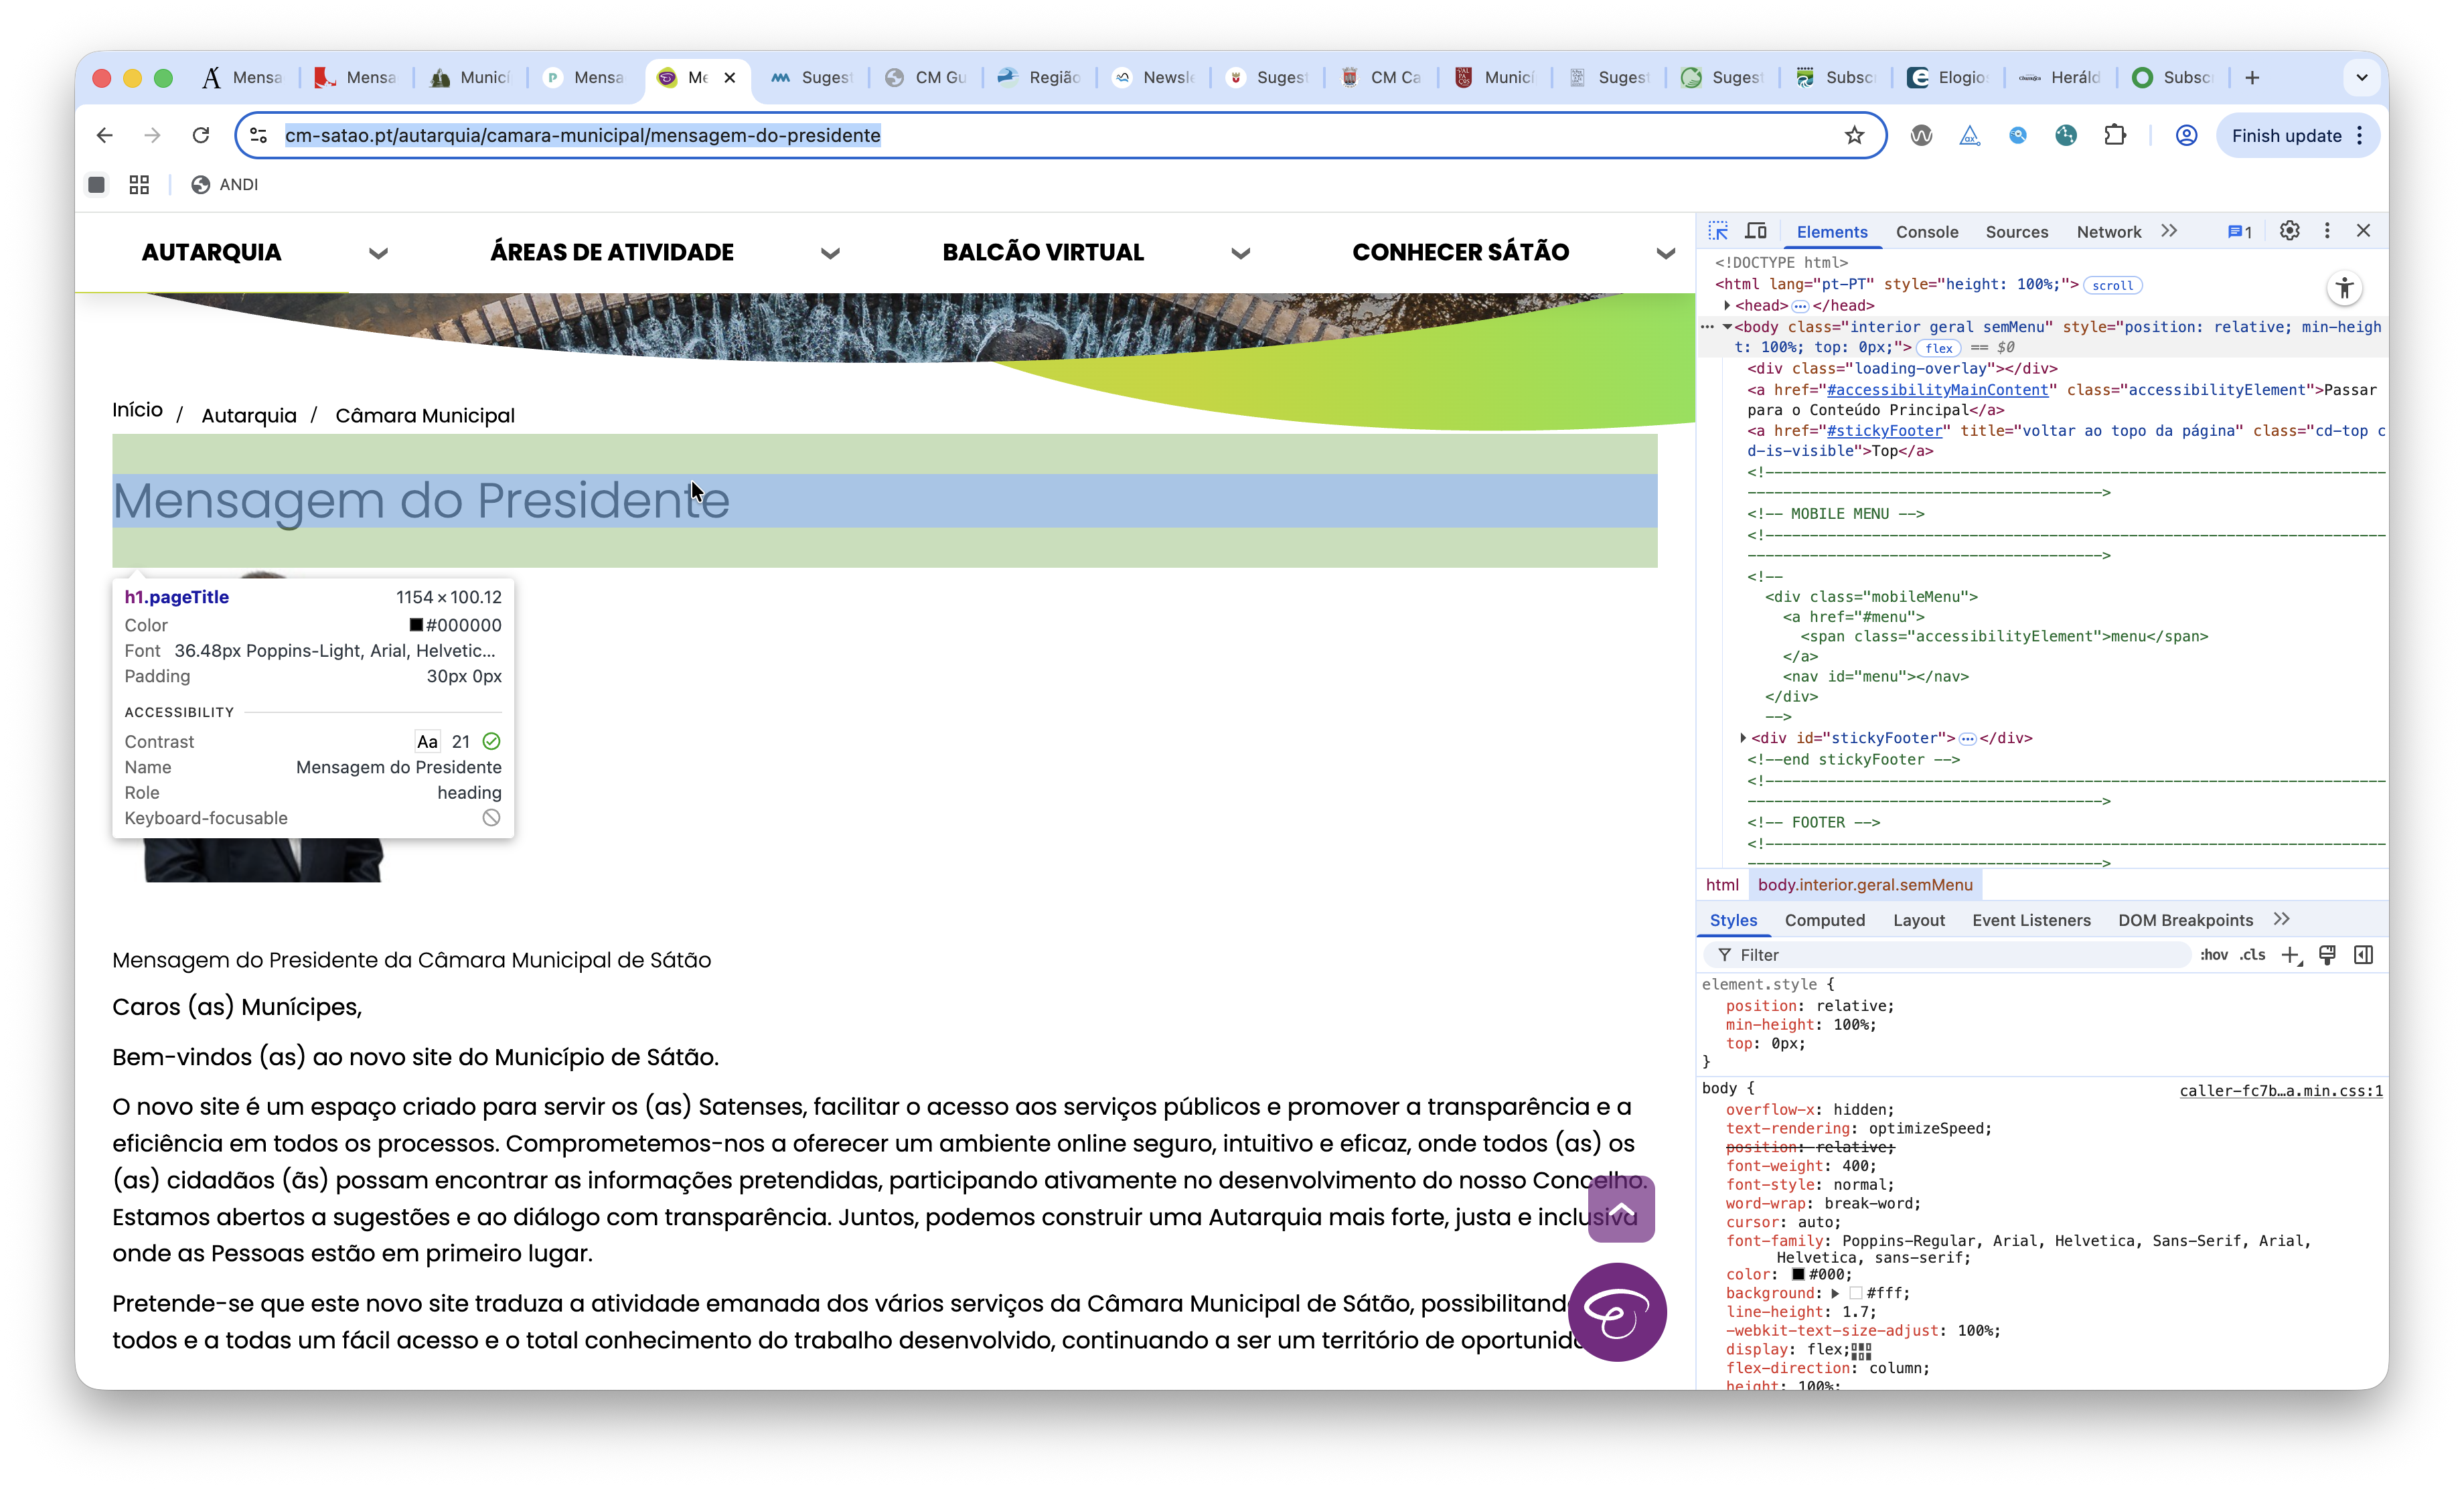 Mensa
Mensa
Municí
Mensa
Me
Sugest
CM Gu
Região
Newsle
Sugest
CM Ca
Municí
Sugest
Sugest
Subsc
Elogio
Heráld
Subsc
cm-satao.pt/autarquia/camara-municipal/mensagem-do-presidente
Finish update
ANDI
AUTARQUIA
ÁREAS DE ATIVIDADE
BALCÃO VIRTUAL
CONHECER SÁTÃO
Início / Autarquia / Câmara Municipal
Mensagem do Presidente
h1.pageTitle 1154 × 100.12
Color #000000
Font 36.48px Poppins-Light, Arial, Helvetic...
Padding 30px 0px
ACCESSIBILITY
Contrast Aa 21
Name Mensagem do Presidente
Role heading
Keyboard-focusable
Mensagem do Presidente da Câmara Municipal de Sátão
Caros (as) Munícipes,
Bem-vindos (as) ao novo site do Município de Sátão.
O novo site é um espaço criado para servir os (as) Satenses, facilitar o acesso aos serviços públicos e promover a transparência e a
eficiência em todos os processos. Comprometemo-nos a oferecer um ambiente online seguro, intuitivo e eficaz, onde todos (as) os
(as) cidadãos (ãs) possam encontrar as informações pretendidas, participando ativamente no desenvolvimento do nosso Concelho.
Estamos abertos a sugestões e ao diálogo com transparência. Juntos, podemos construir uma Autarquia mais forte, justa e inclusiva
onde as Pessoas estão em primeiro lugar.
Pretende-se que este novo site traduza a atividade emanada dos vários serviços da Câmara Municipal de Sátão, possibilitand
todos e a todas um fácil acesso e o total conhecimento do trabalho desenvolvido, continuando a ser um território de oportunid
Elements Console Sources Network 1
<!DOCTYPE html>
<html lang="pt-PT" style="height: 100%;"> scroll
<head> ··· </head>
··· <body class="interior geral semMenu" style="position: relative; min-heigh
t: 100%; top: 0px;"> flex == $0
<div class="loading-overlay"></div>
<a href="#accessibilityMainContent" class="accessibilityElement">Passar
para o Conteúdo Principal</a>
<a href="#stickyFooter" title="voltar ao topo da página" class="cd-top c
d-is-visible">Top</a>
<!-- MOBILE MENU -->
<!--
<div class="mobileMenu">
<a href="#menu">
<span class="accessibilityElement">menu</span>
</a>
<nav id="menu"></nav>
</div>
-->
<div id="stickyFooter"> ··· </div>
<!--end stickyFooter -->
<!-- FOOTER -->
html body.interior.geral.semMenu
Styles Computed Layout Event Listeners DOM Breakpoints
Filter :hov .cls
element.style {
position: relative;
min-height: 100%;
top: 0px;
}
body { caller-fc7b…a.min.css:1
overflow-x: hidden;
text-rendering: optimizeSpeed;
position: relative;
font-weight: 400;
font-style: normal;
word-wrap: break-word;
cursor: auto;
font-family: Poppins-Regular, Arial, Helvetica, Sans-Serif, Arial,
Helvetica, sans-serif;
color: #000;
background: #fff;
line-height: 1.7;
-webkit-text-size-adjust: 100%;
display: flex;
flex-direction: column;
height: 100%;